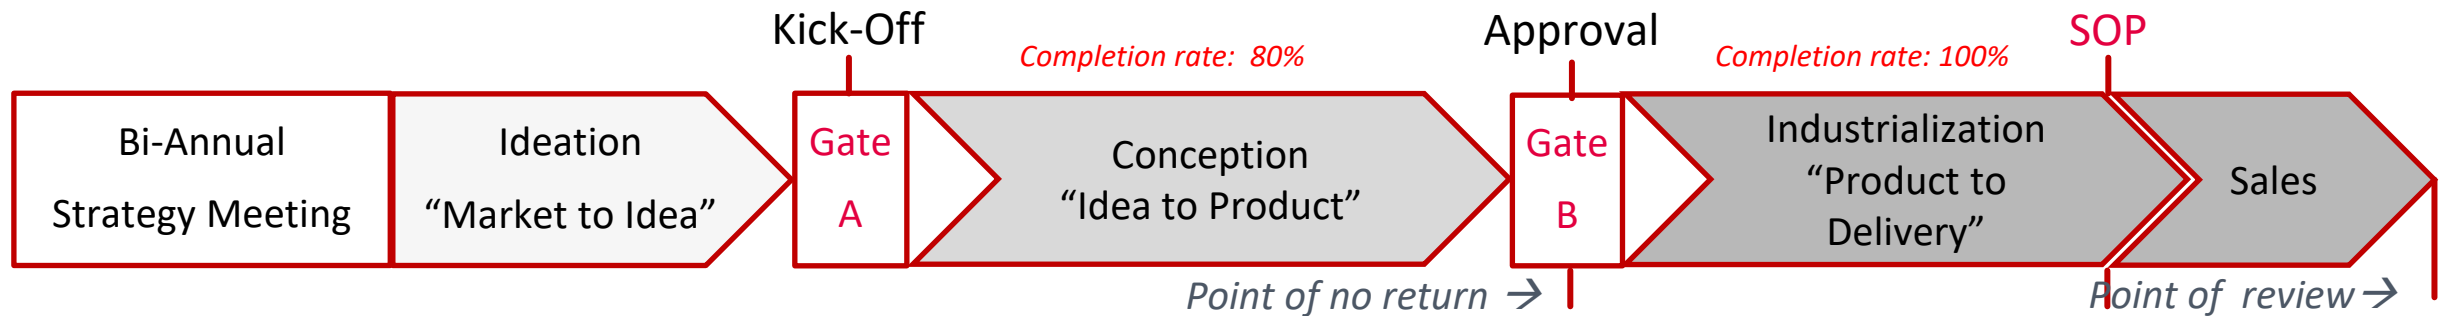 Kick-Off
Completion rate:  80%
Approval
Completion rate: 100%
SOP
Bi-Annual
Strategy Meeting
Ideation
“Market to Idea”
Gate
A
Conception
“Idea to Product”
Gate
B
Industrialization
“Product to
Delivery”
Sales
Point of no return →
Point of  review→